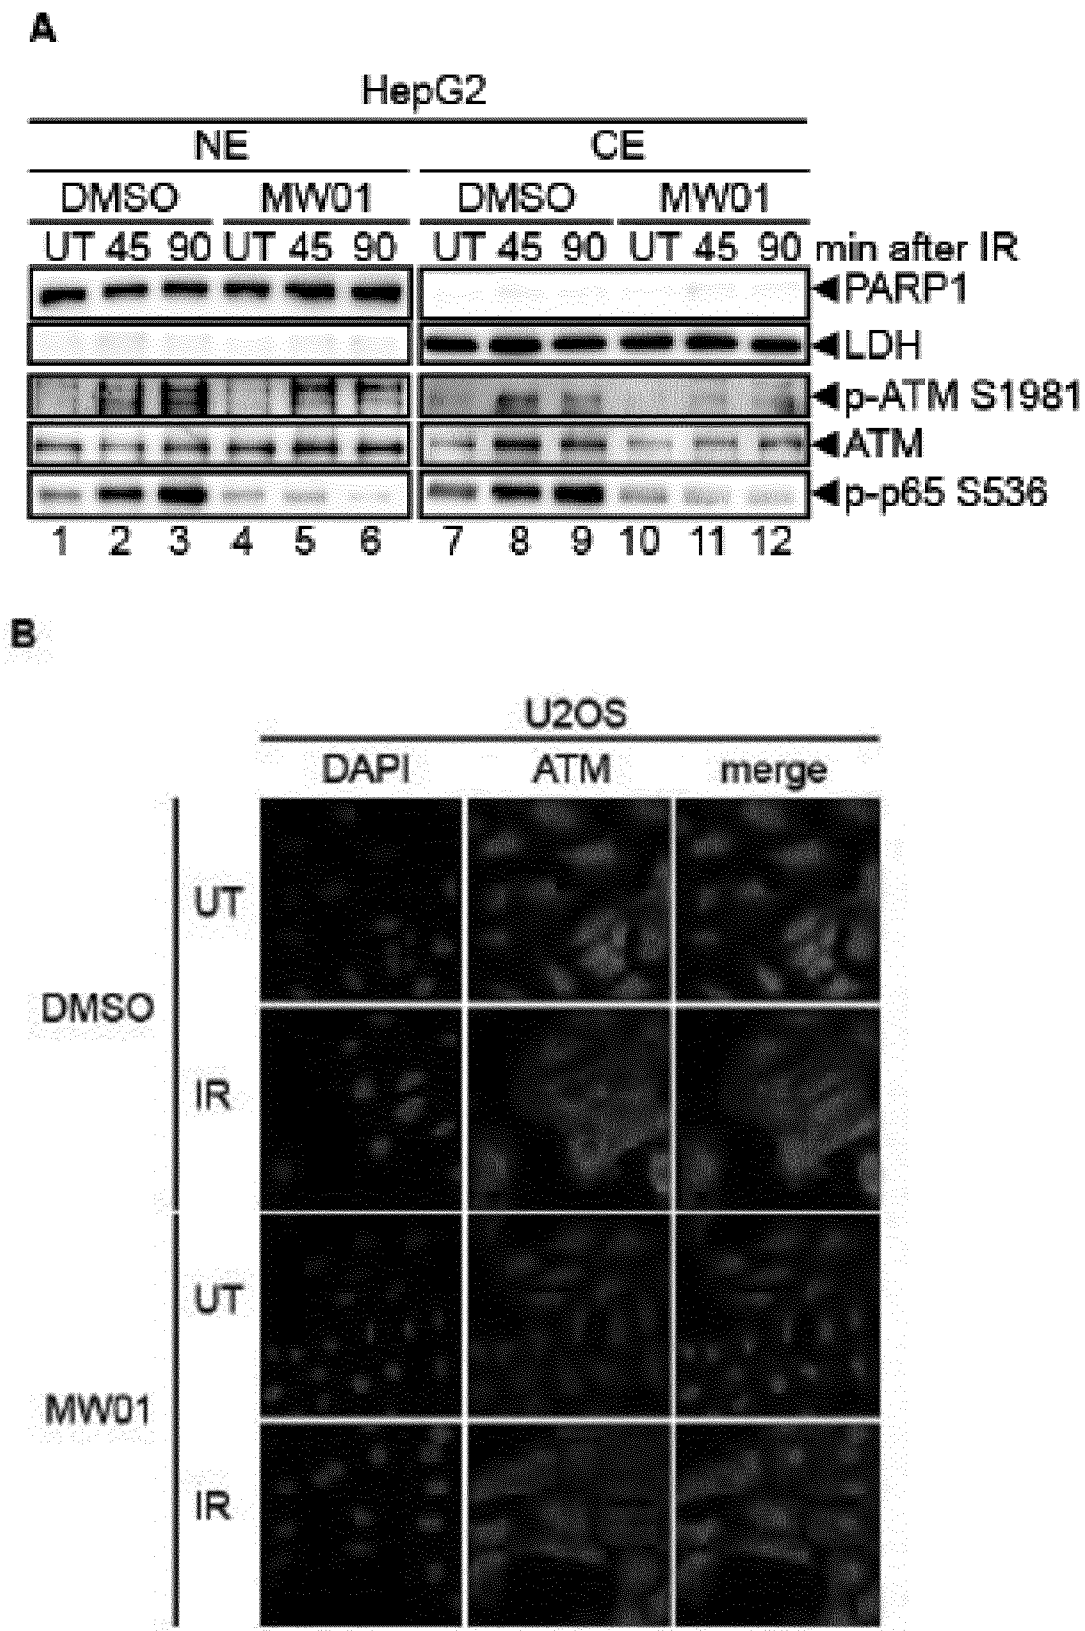 A
HepG2
NE CE
DMSO MW01 DMSO MW01
UT 45 90 UT 45 90 UT 45 90 UT 45 90 min after IR
PARP1
LDH
p-ATM S1981
ATM
p-p65 S536
1 2 3 4 5 6 7 8 9 10 11 12
B
U2OS
DAPI ATM merge
UT
DMSO
IR
UT
MW01
IR